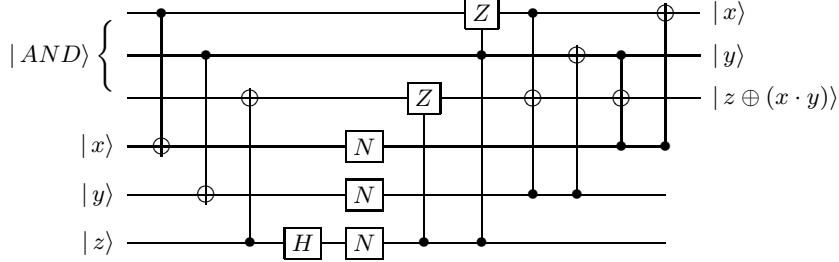 Z | x⟩
| AND⟩ { | y⟩
Z | z ⊕ (x · y)⟩
| x⟩ N
| y⟩ N
| z⟩ H N